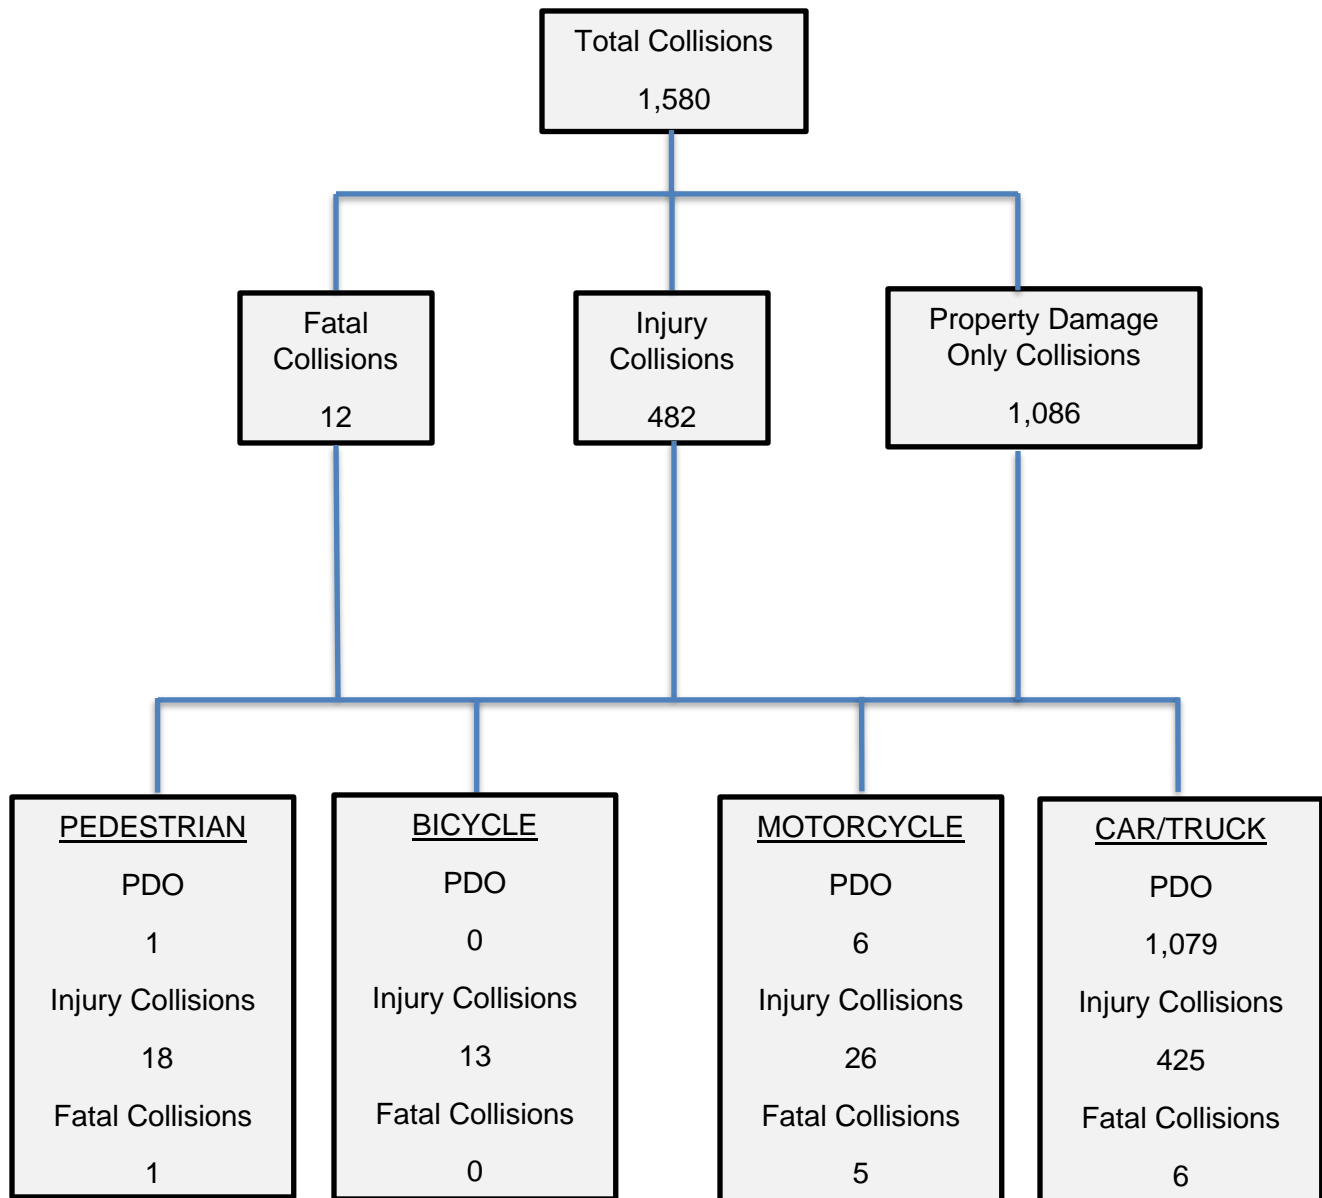 Total Collisions
1,580
Fatal
Collisions
12
Injury
Collisions
482
Property Damage
Only Collisions
1,086
PEDESTRIAN
PDO
1
Injury Collisions
18
Fatal Collisions
1
BICYCLE
PDO
0
Injury Collisions
13
Fatal Collisions
0
MOTORCYCLE
PDO
6
Injury Collisions
26
Fatal Collisions
5
CAR/TRUCK
PDO
1,079
Injury Collisions
425
Fatal Collisions
6